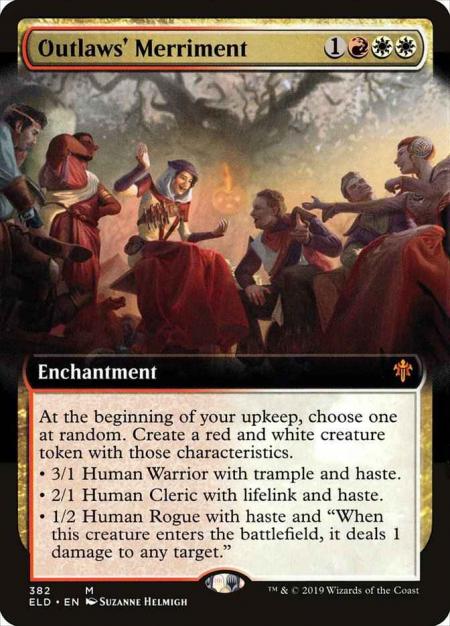 Outlaws' Merriment 1
Enchantment
At the beginning of your upkeep, choose one
at random. Create a red and white creature
token with those characteristics.
• 3/1 Human Warrior with trample and haste.
• 2/1 Human Cleric with lifelink and haste.
• 1/2 Human Rogue with haste and “When
this creature enters the battlefield, it deals 1
damage to any target.”
382 M
ELD • EN Suzanne Helmigh
™ & © 2019 Wizards of the Coast